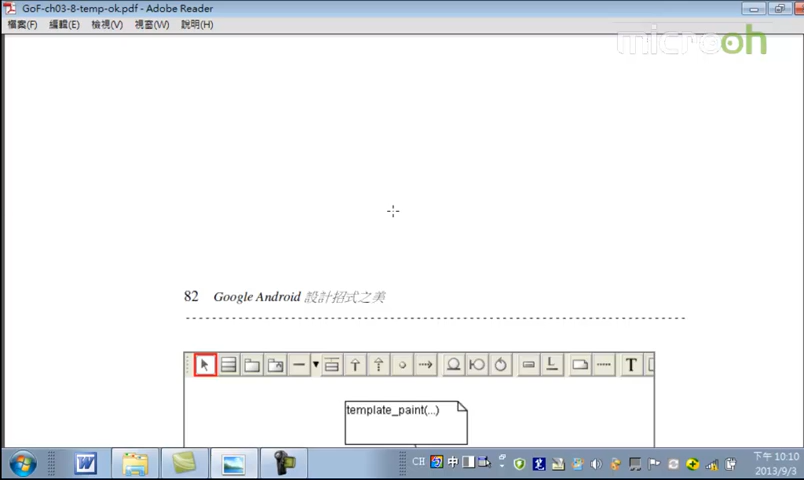 GoF-ch03-8-temp-ok.pdf - Adobe Reader
檔案(F) 編輯(E) 檢視(V) 視窗(W) 說明(H)
microoh
82 Google Android 設計招式之美
T
template_paint(...)
CH 中
下午 10:10
2013/9/3